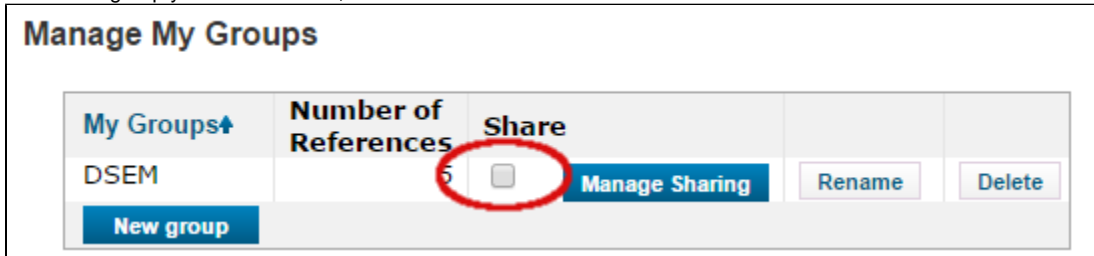 Manage My Groups
My Groups Number of References Share
DSEM 5 Manage Sharing Rename Delete
New group